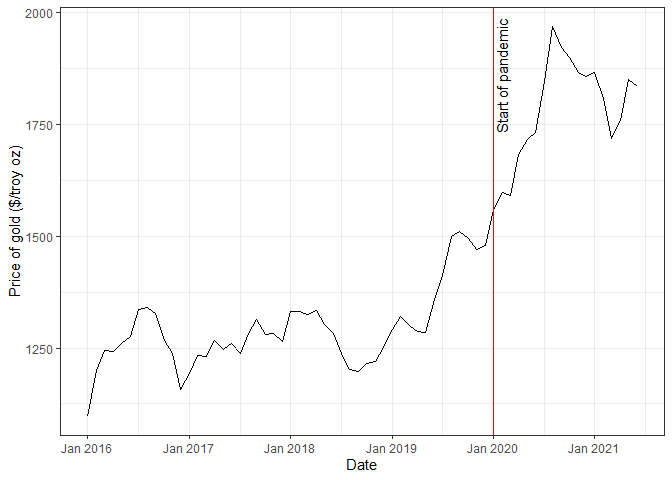 2000
Start of pandemic
1750
Price of gold ($/troy oz)
1500
1250
Jan 2016 Jan 2017 Jan 2018 Jan 2019 Jan 2020 Jan 2021
Date